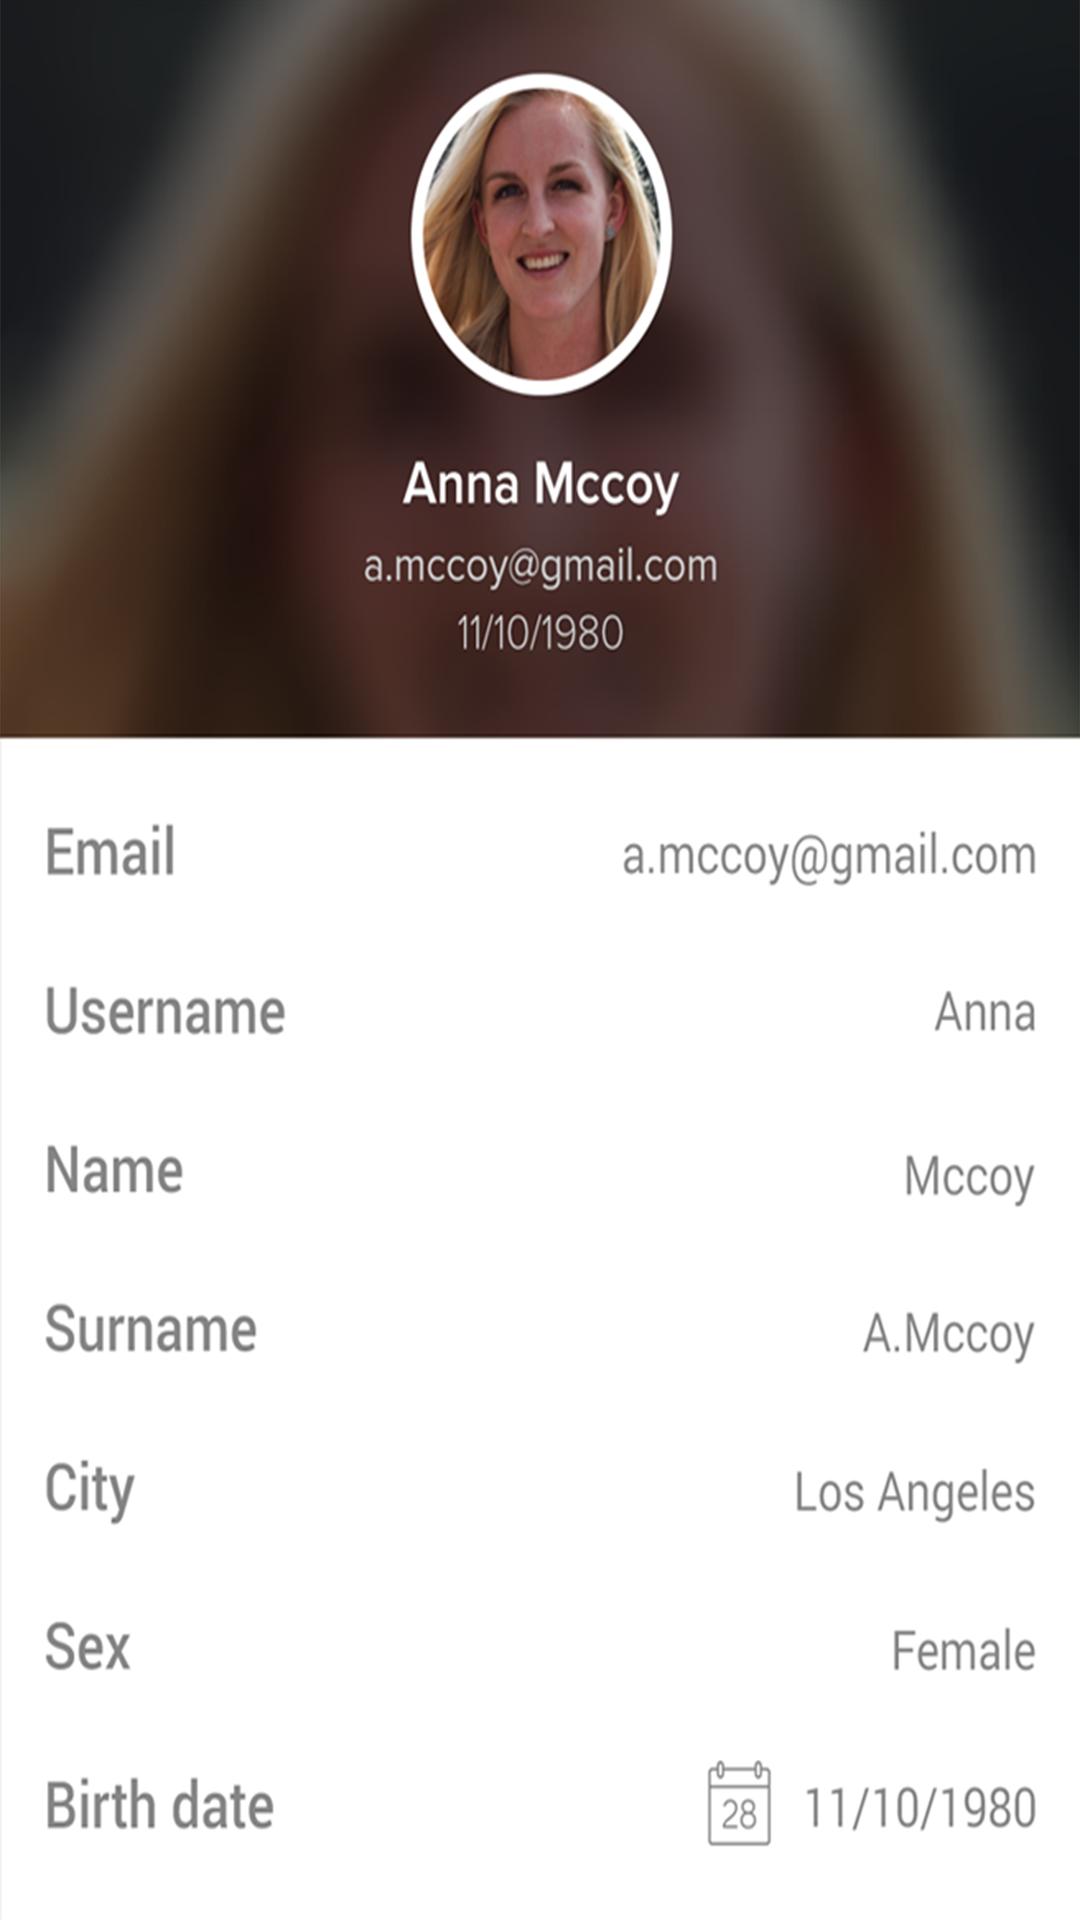 Anna Mccoy
a.mccoy@gmail.com
11/10/1980
Email a.mccoy@gmail.com
Username Anna
Name Mccoy
Surname A.Mccoy
City Los Angeles
Sex Female
Birth date 28 11/10/1980